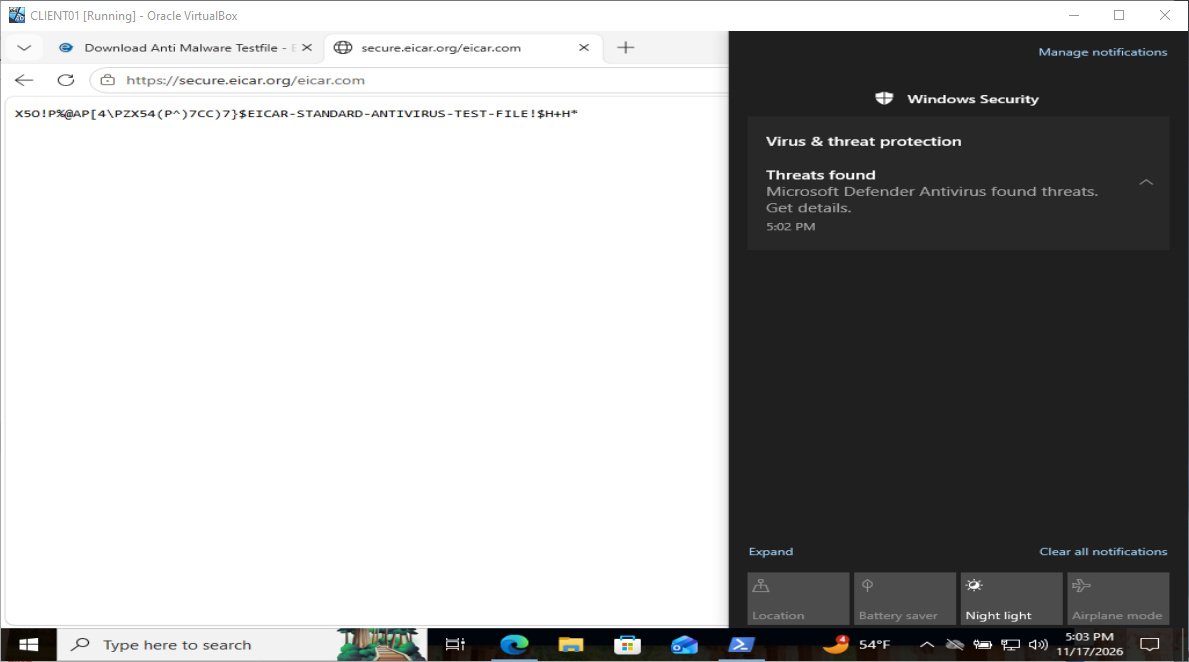 CLIENT01 [Running] - Oracle VirtualBox
Download Anti Malware Testfile -
secure.eicar.org/eicar.com
https://secure.eicar.org/eicar.com
X5O!P%@AP[4\PZX54(P^)7CC)7}$EICAR-STANDARD-ANTIVIRUS-TEST-FILE!$H+H*
Manage notifications
Windows Security
Virus & threat protection
Threats found
Microsoft Defender Antivirus found threats.
Get details.
5:02 PM
Expand
Clear all notifications
Location
Battery saver
Night light
Airplane mode
Type here to search
4
54°F
5:03 PM
11/17/2026